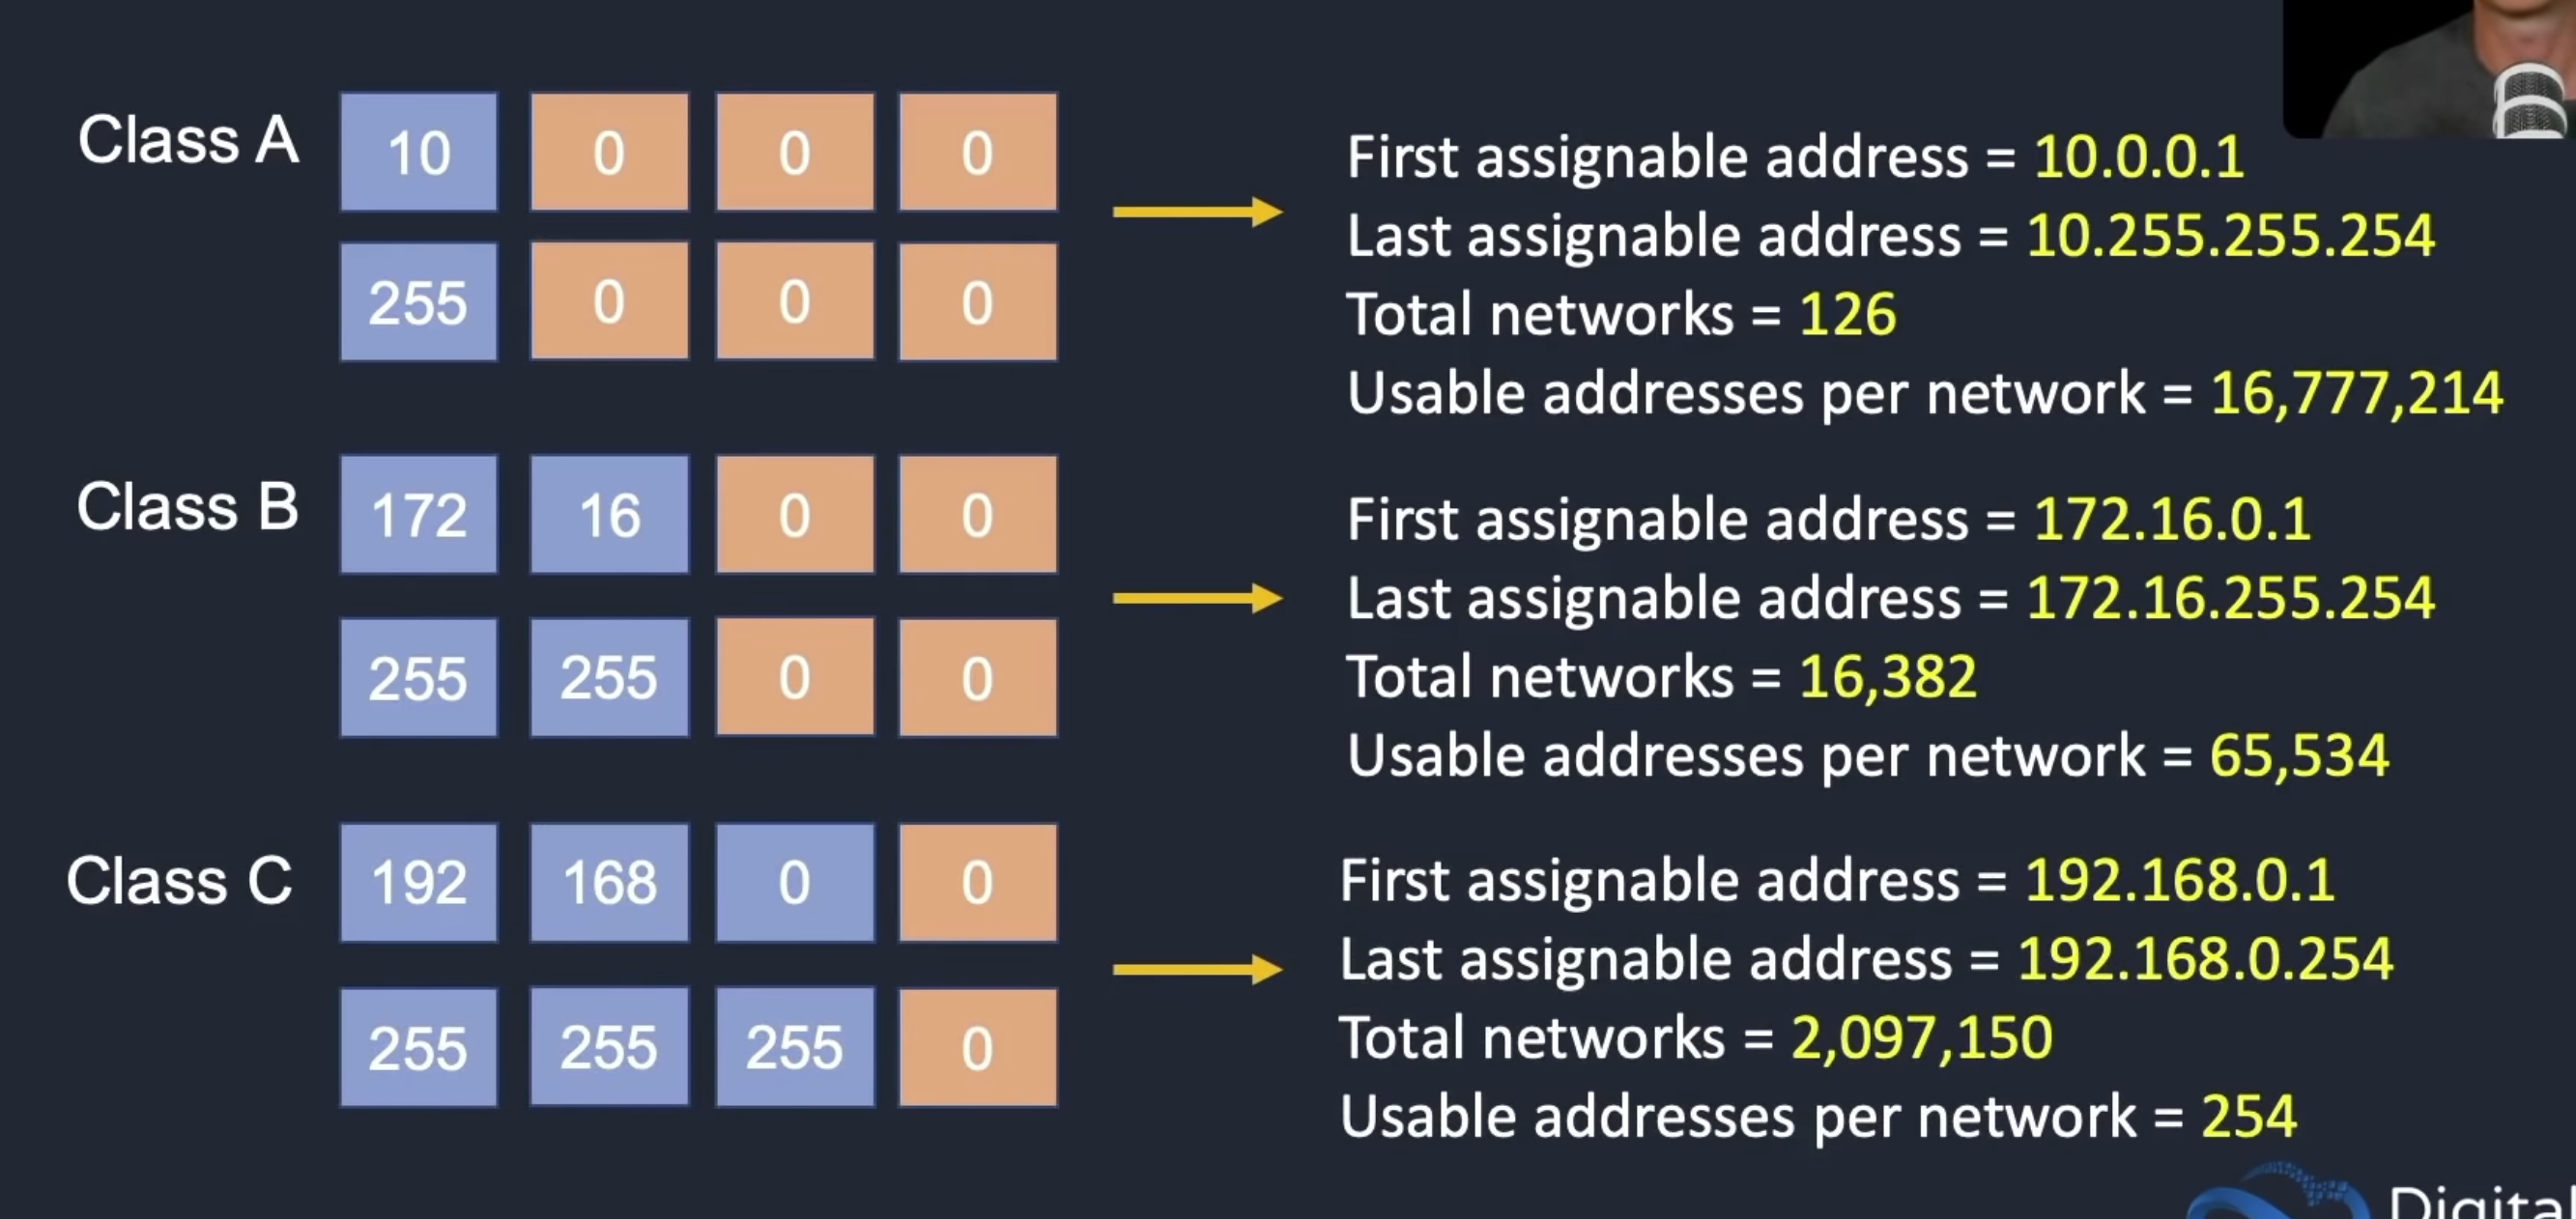 Class A
10 0 0 0
255 0 0 0
First assignable address = 10.0.0.1
Last assignable address = 10.255.255.254
Total networks = 126
Usable addresses per network = 16,777,214
Class B
172 16 0 0
255 255 0 0
First assignable address = 172.16.0.1
Last assignable address = 172.16.255.254
Total networks = 16,382
Usable addresses per network = 65,534
Class C
192 168 0 0
255 255 255 0
First assignable address = 192.168.0.1
Last assignable address = 192.168.0.254
Total networks = 2,097,150
Usable addresses per network = 254
Digital